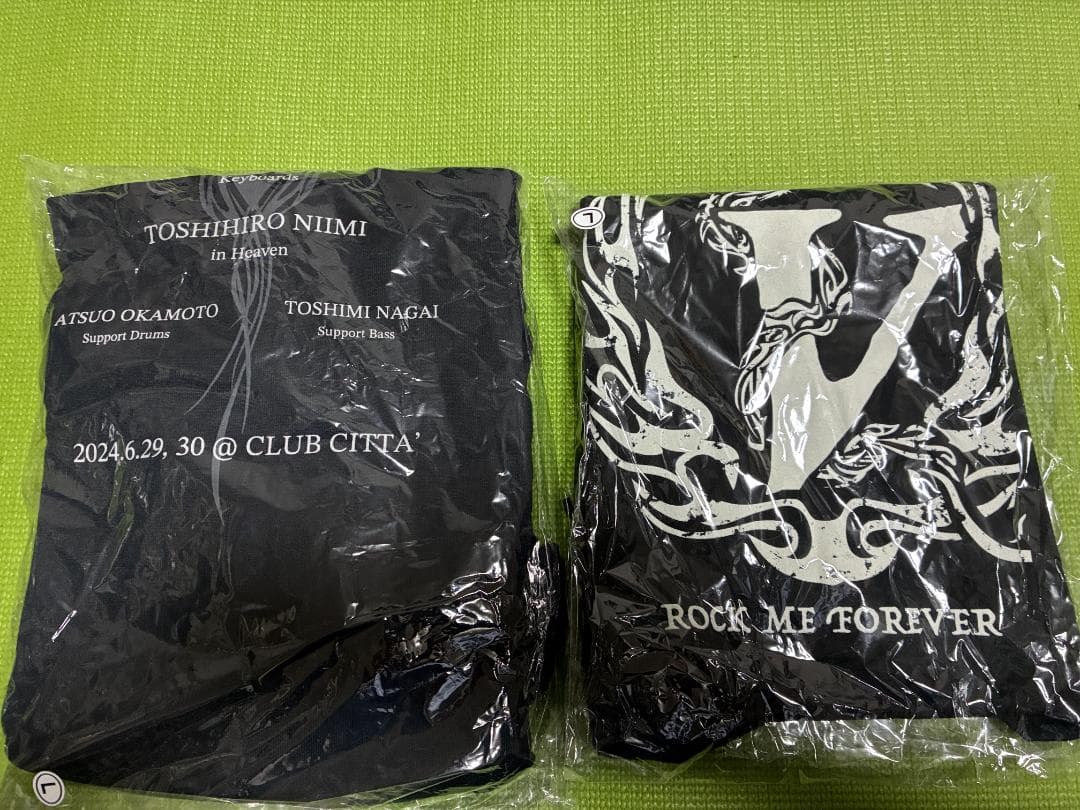 Keyboards
TOSHIHIRO NIIMI
in Heaven
ATSUO OKAMOTO
Support Drums
TOSHIMI NAGAI
Support Bass
2024.6.29, 30 @ CLUB CITTA'
L
L
V
ROCK ME FOREVER